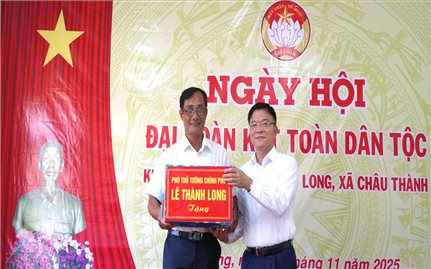 NGÀY HỘI
ĐẠI ĐOÀN KẾT TOÀN DÂN TỘC
LONG, XÃ CHÂU THÀNH
PHÓ THỦ TƯỚNG CHÍNH PHỦ
LÊ THÀNH LONG
Tặng
11 NĂM 2025